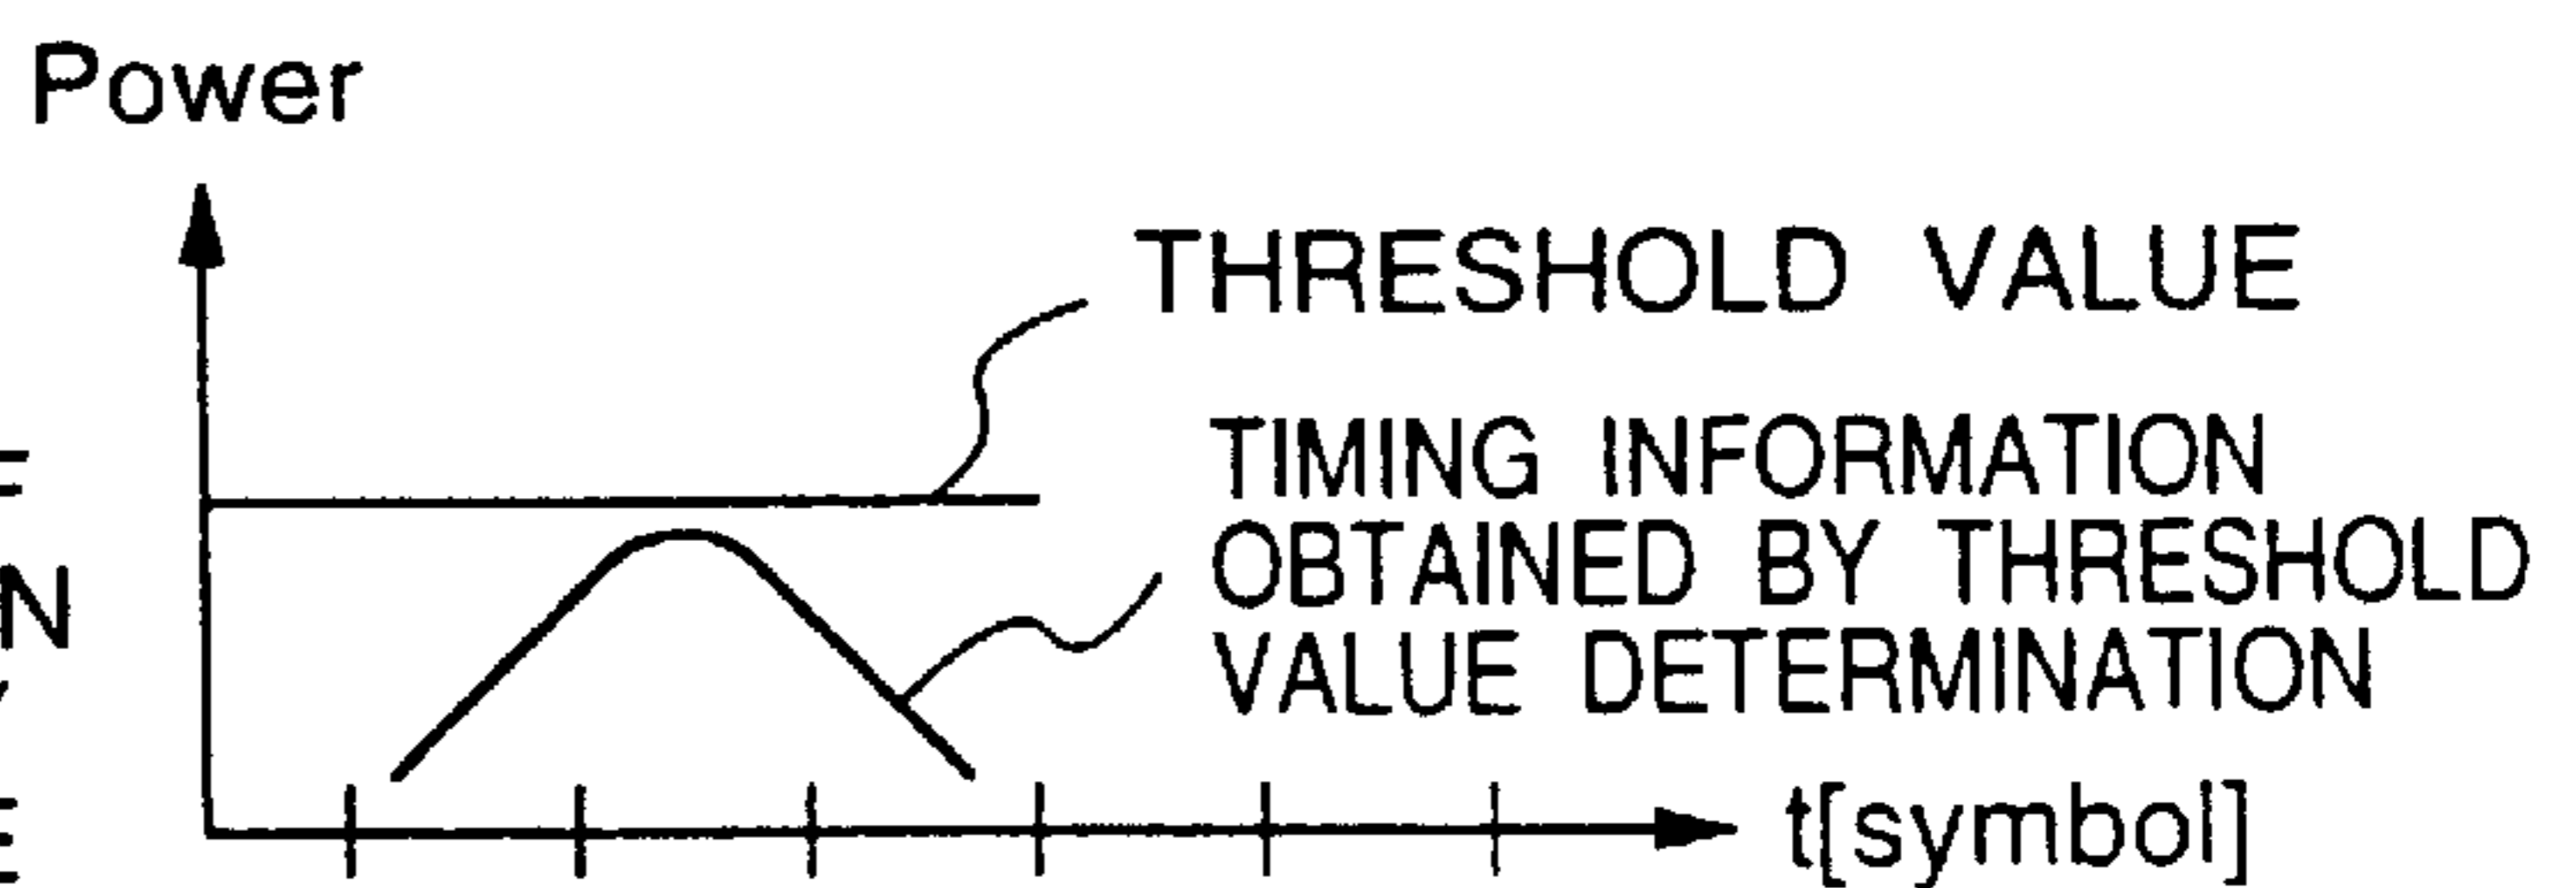 Power
THRESHOLD VALUE
TIMING INFORMATION
OBTAINED BY THRESHOLD
VALUE DETERMINATION
t[symbol]